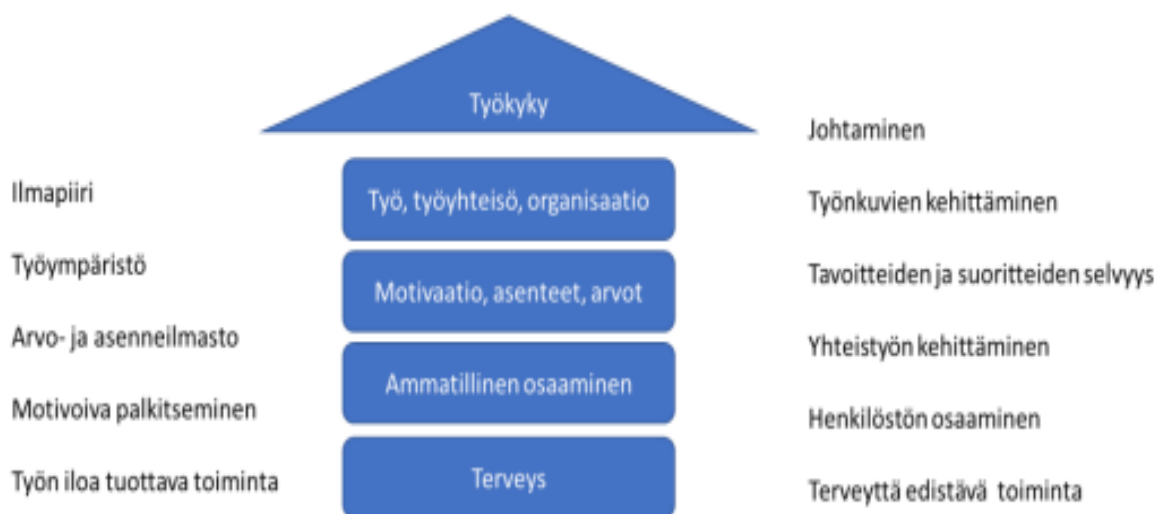 Työkyky
Johtaminen
Ilmapiiri
Työ, työyhteisö, organisaatio
Työnkuvien kehittäminen
Työympäristö
Motivaatio, asenteet, arvot
Tavoitteiden ja suoritteiden selvyys
Arvo- ja asenneilmasto
Ammatillinen osaaminen
Yhteistyön kehittäminen
Motivoiva palkitseminen
Henkilöstön osaaminen
Työn iloa tuottava toiminta
Terveys
Terveyttä edistävä toiminta